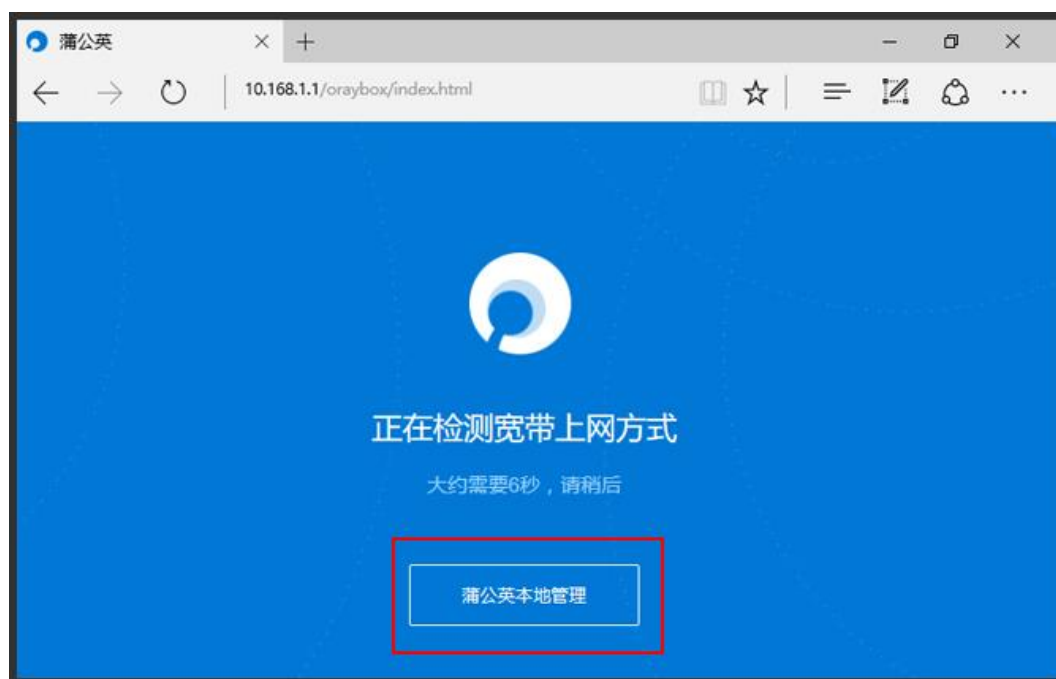 蒲公英
10.168.1.1/oraybox/index.html
正在检测宽带上网方式
大约需要6秒，请稍后
蒲公英本地管理